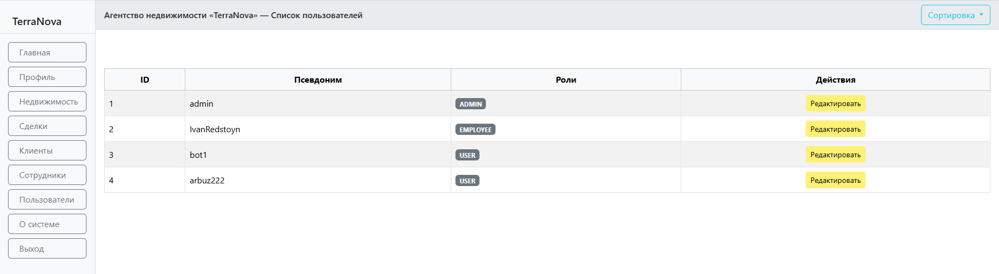 TerraNova
Главная
Профиль
Недвижимость
Сделки
Клиенты
Сотрудники
Пользователи
О системе
Выход
Агентство недвижимости «TerraNova» — Список пользователей
Сортировка
ID Псевдоним Роли Действия
1 admin ADMIN Редактировать
2 IvanRedstoyn EMPLOYEE Редактировать
3 bot1 USER Редактировать
4 arbuz222 USER Редактировать